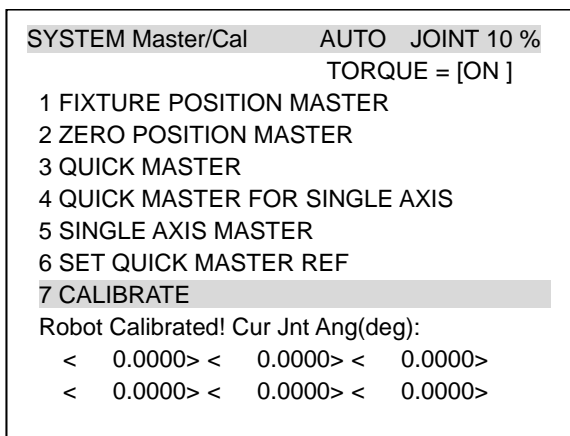 SYSTEM Master/Cal AUTO JOINT 10 %
TORQUE = [ON ]
1 FIXTURE POSITION MASTER
2 ZERO POSITION MASTER
3 QUICK MASTER
4 QUICK MASTER FOR SINGLE AXIS
5 SINGLE AXIS MASTER
6 SET QUICK MASTER REF
7 CALIBRATE
Robot Calibrated! Cur Jnt Ang(deg):
< 0.0000> < 0.0000> < 0.0000>
< 0.0000> < 0.0000> < 0.0000>